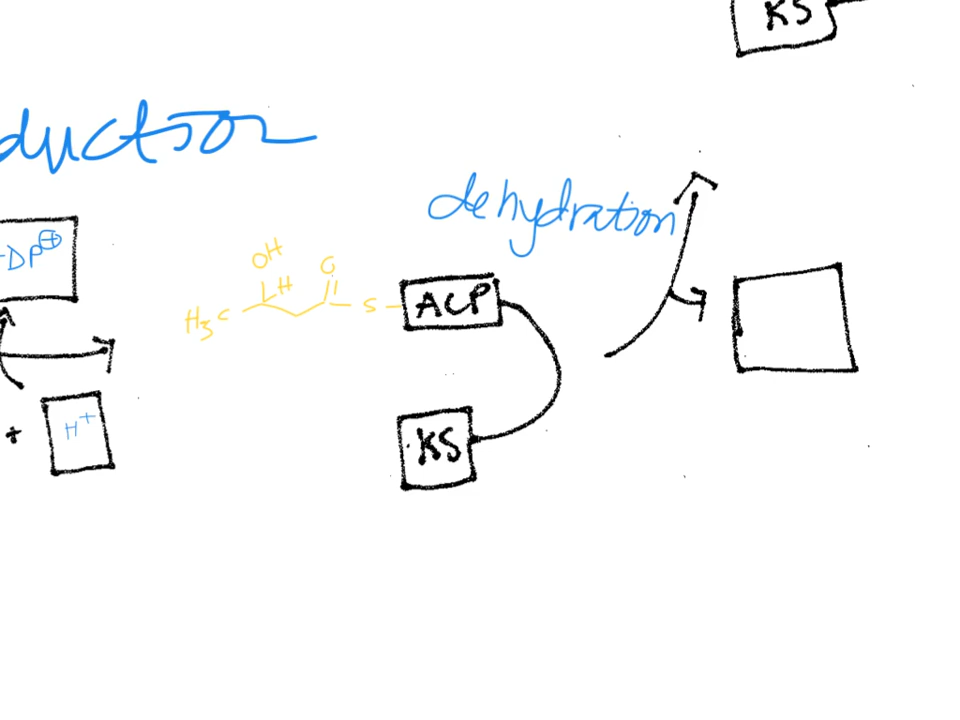 KS
duction
dehydration
DP⊕
OH
H
O
H₃C
S
ACP
+
H⁺
KS